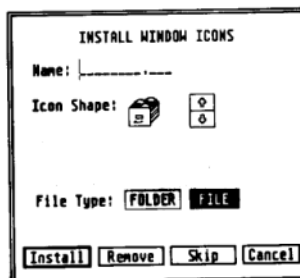 INSTALL WINDOW ICONS
Name: ________.___
Icon Shape:
File Type: FOLDER FILE
Install Remove Skip Cancel